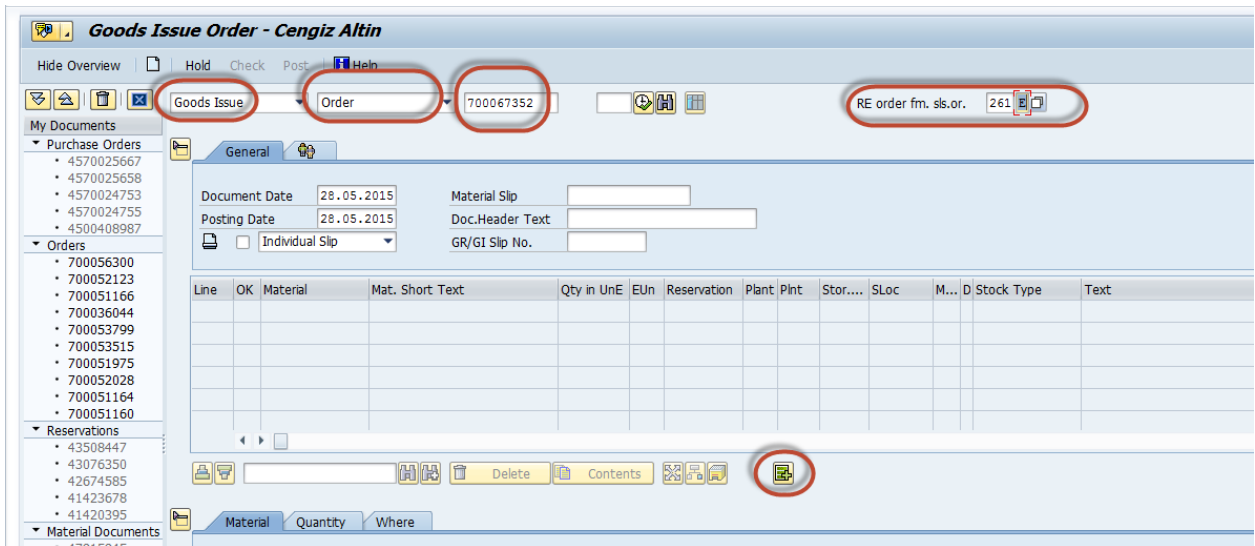 Goods Issue Order - Cengiz Altin
Hide Overview Hold Check Post Help
Goods Issue Order 700067352 RE order fm. sls.or. 261 E
My Documents
Purchase Orders
4570025667
4570025658
4570024753
4570024755
4500408987
Orders
700056300
700052123
700051166
700036044
700053799
700053515
700051975
700052028
700051164
700051160
Reservations
43508447
43076350
42674585
41423678
41420395
Material Documents
General
Document Date 28.05.2015 Material Slip
Posting Date 28.05.2015 Doc.Header Text
Individual Slip GR/GI Slip No.
Line OK Material Mat. Short Text Qty in UnE EUn Reservation Plant Plnt Stor.... SLoc M... D Stock Type Text
Delete Contents
Material Quantity Where